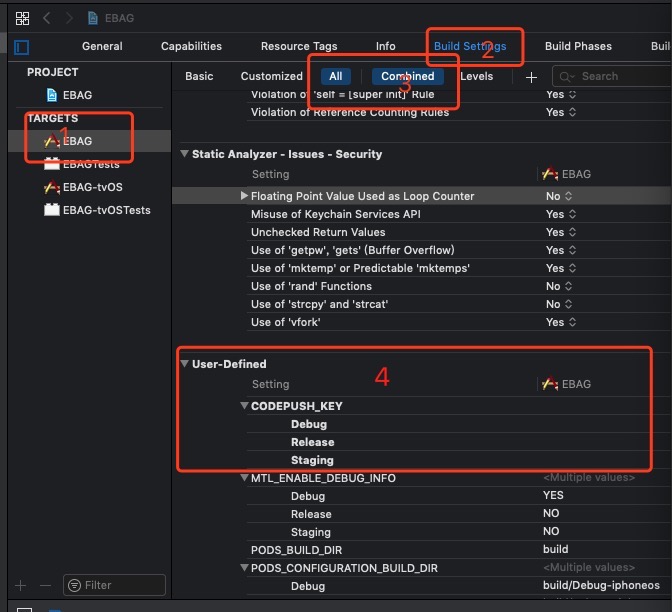 EBAG
General Capabilities Resource Tags Info Build Settings Build Phases Bui
2
PROJECT
EBAG
TARGETS
1
EBAG
EBAGTests
EBAG-tvOS
EBAG-tvOSTests
Filter
Basic Customized All Combined Levels Search
3
Violation of 'self = [super init]' Rule Yes
Violation of Reference Counting Rules Yes
Static Analyzer - Issues - Security
Setting EBAG
Floating Point Value Used as Loop Counter No
Misuse of Keychain Services API Yes
Unchecked Return Values Yes
Use of 'getpw', 'gets' (Buffer Overflow) Yes
Use of 'mktemp' or Predictable 'mktemps' Yes
Use of 'rand' Functions No
Use of 'strcpy' and 'strcat' No
Use of 'vfork' Yes
User-Defined
4
Setting EBAG
CODEPUSH_KEY
Debug
Release
Staging
MTL_ENABLE_DEBUG_INFO <Multiple values>
Debug YES
Release NO
Staging NO
PODS_BUILD_DIR build
PODS_CONFIGURATION_BUILD_DIR <Multiple values>
Debug build/Debug-iphoneos